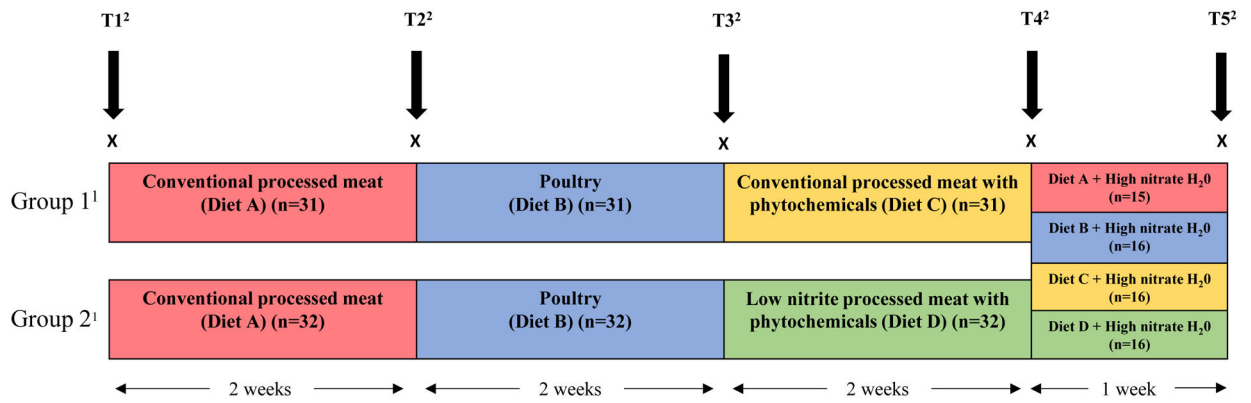 T1² T2² T3² T4² T5²
X X X X X
Group 1¹
Conventional processed meat
(Diet A) (n=31)
Poultry
(Diet B) (n=31)
Conventional processed meat with
phytochemicals (Diet C) (n=31)
Diet A + High nitrate H₂0
(n=15)
Diet B + High nitrate H₂0
(n=16)
Group 2¹
Conventional processed meat
(Diet A) (n=32)
Poultry
(Diet B) (n=32)
Low nitrite processed meat with
phytochemicals (Diet D) (n=32)
Diet C + High nitrate H₂0
(n=16)
Diet D + High nitrate H₂0
(n=16)
2 weeks 2 weeks 2 weeks 1 week